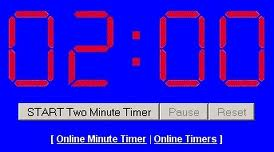 02:00
START Two Minute Timer Pause Reset
[ Online Minute Timer | Online Timers ]